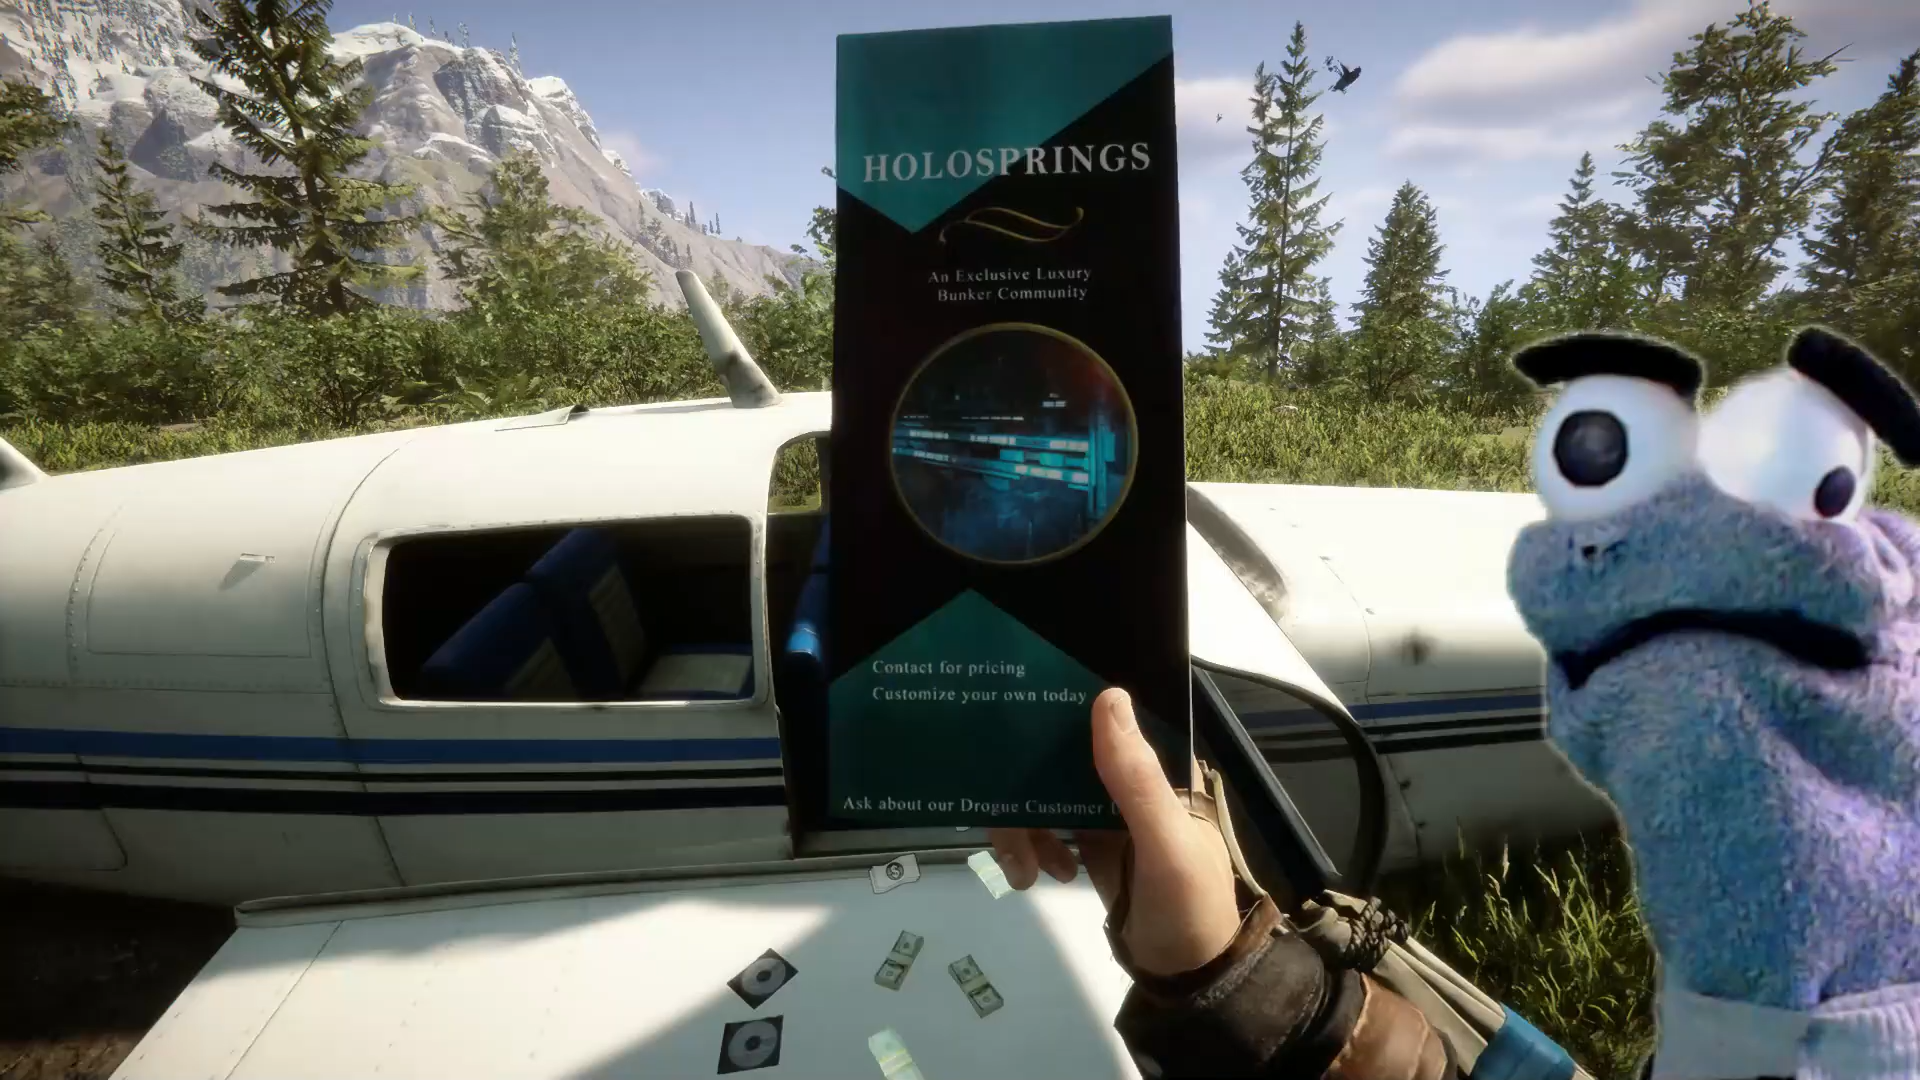 HOLOSPRINGS
An Exclusive Luxury
Bunker Community
Contact for pricing
Customize your own today
Ask about our Drogue Customer